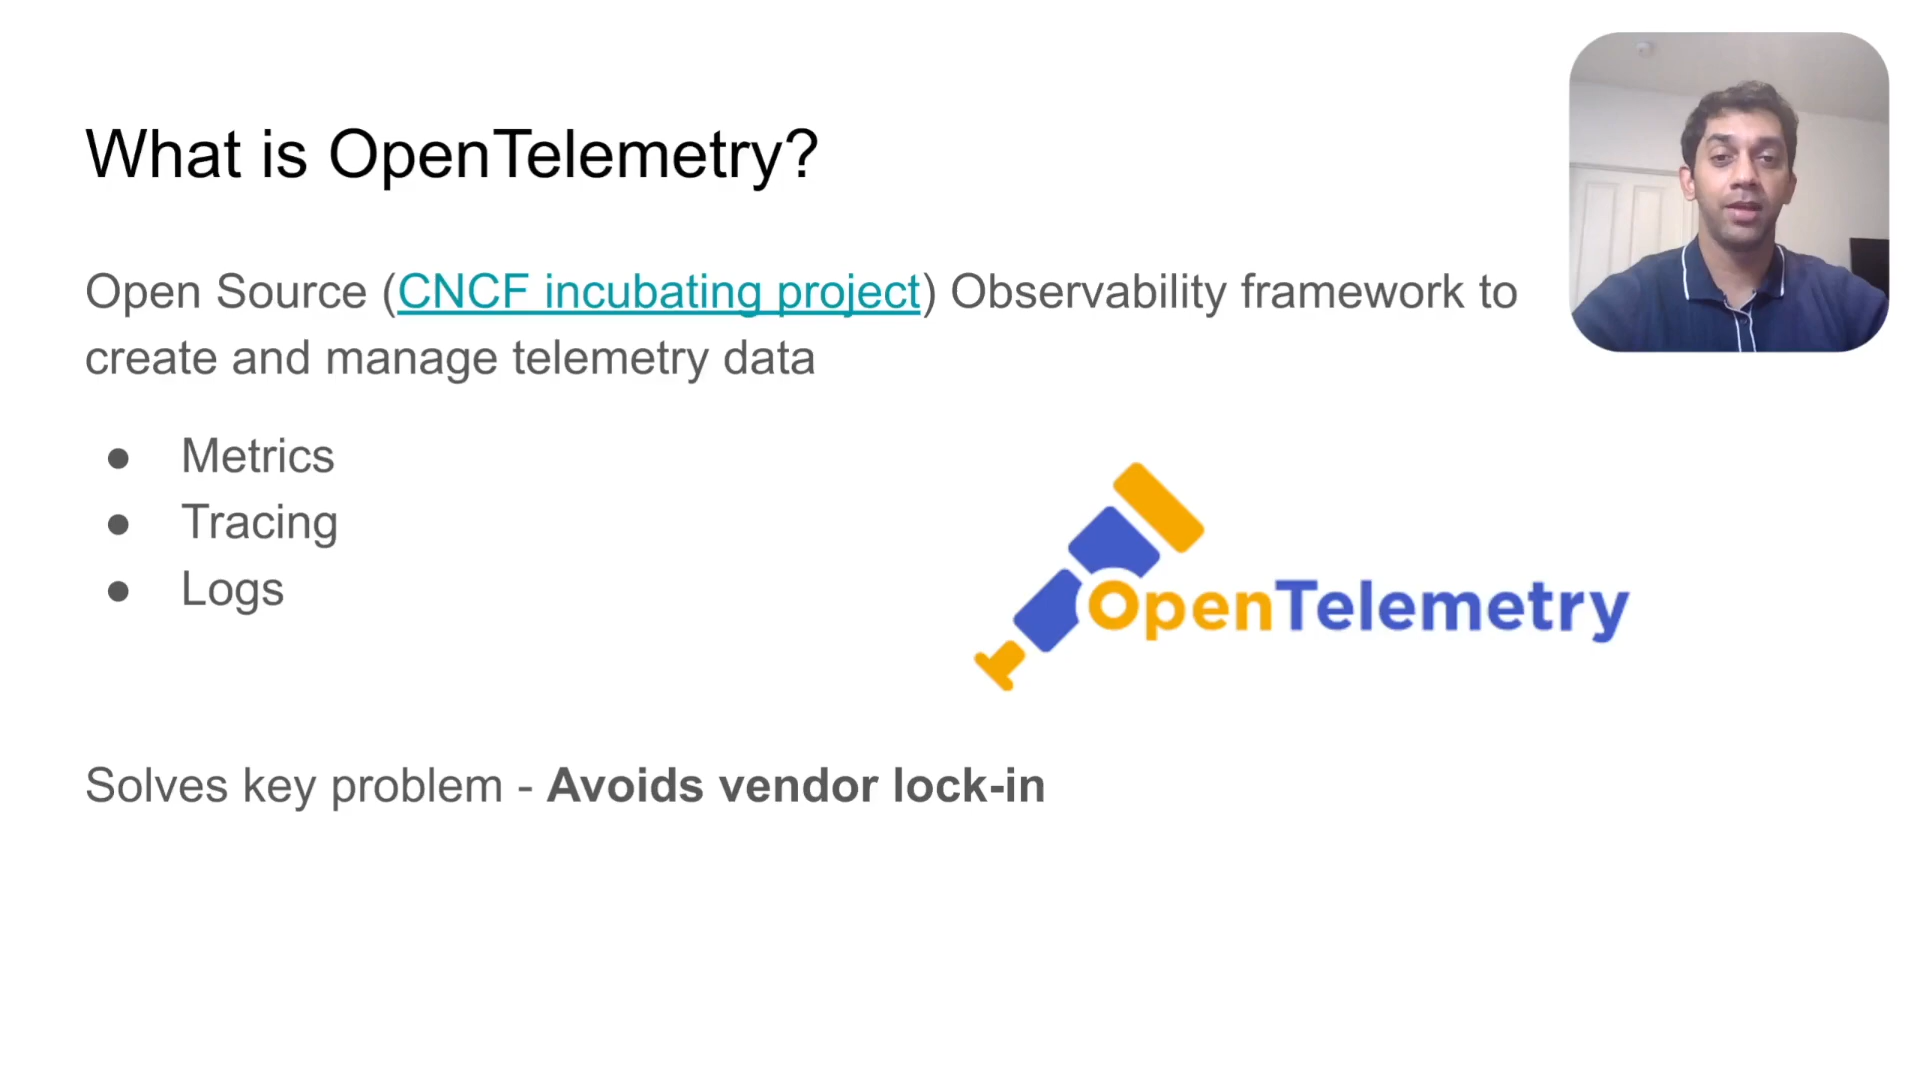 What is OpenTelemetry?
Open Source (CNCF incubating project) Observability framework to
create and manage telemetry data
● Metrics
● Tracing
● Logs
OpenTelemetry
Solves key problem - Avoids vendor lock-in